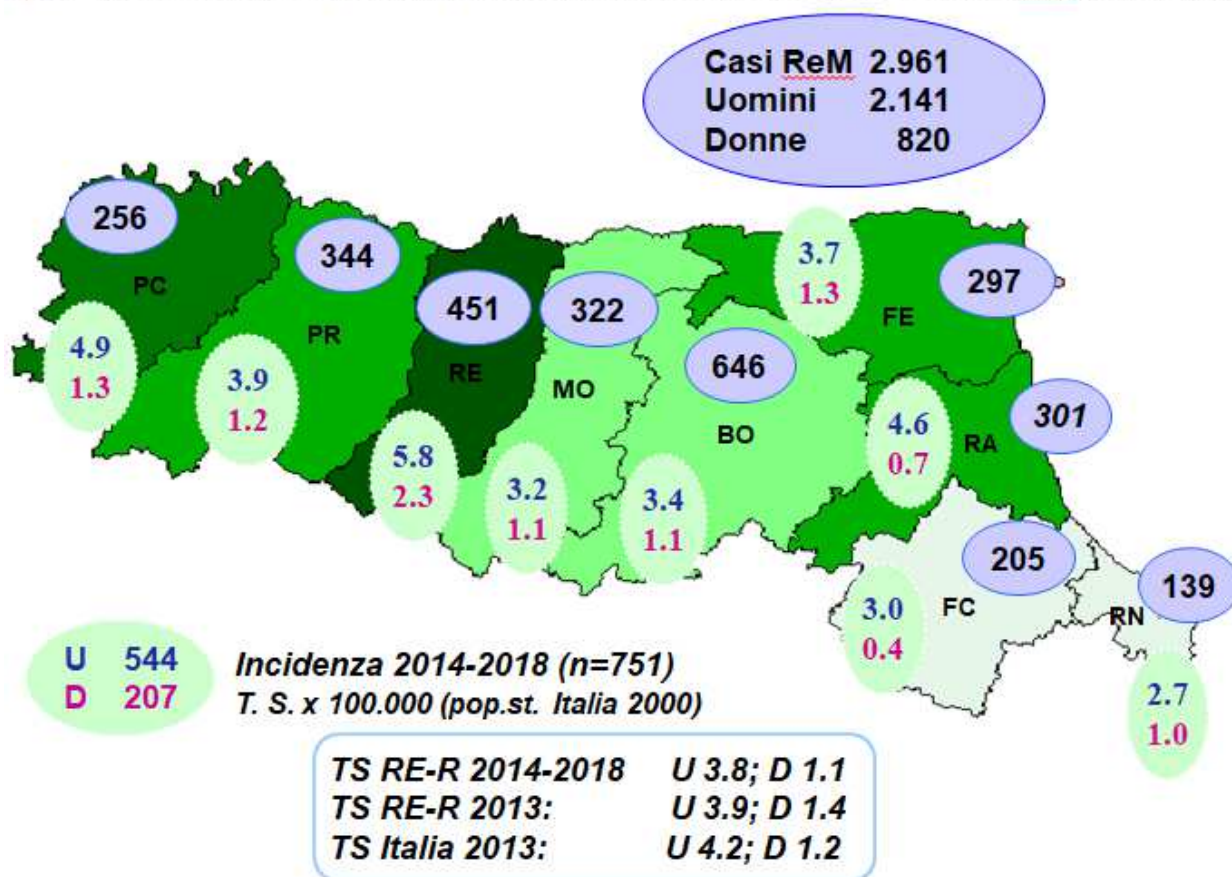 Casi ReM 2.961
Uomini 2.141
Donne 820
256
PC
4.9
1.3
344
PR
3.9
1.2
451
RE
5.8
2.3
322
MO
3.2
1.1
646
BO
3.4
1.1
3.7
1.3
297
FE
301
4.6
0.7
RA
205
FC
3.0
0.4
139
RN
2.7
1.0
U 544
D 207
Incidenza 2014-2018 (n=751)
T. S. x 100.000 (pop.st. Italia 2000)
TS RE-R 2014-2018 U 3.8; D 1.1
TS RE-R 2013: U 3.9; D 1.4
TS Italia 2013: U 4.2; D 1.2